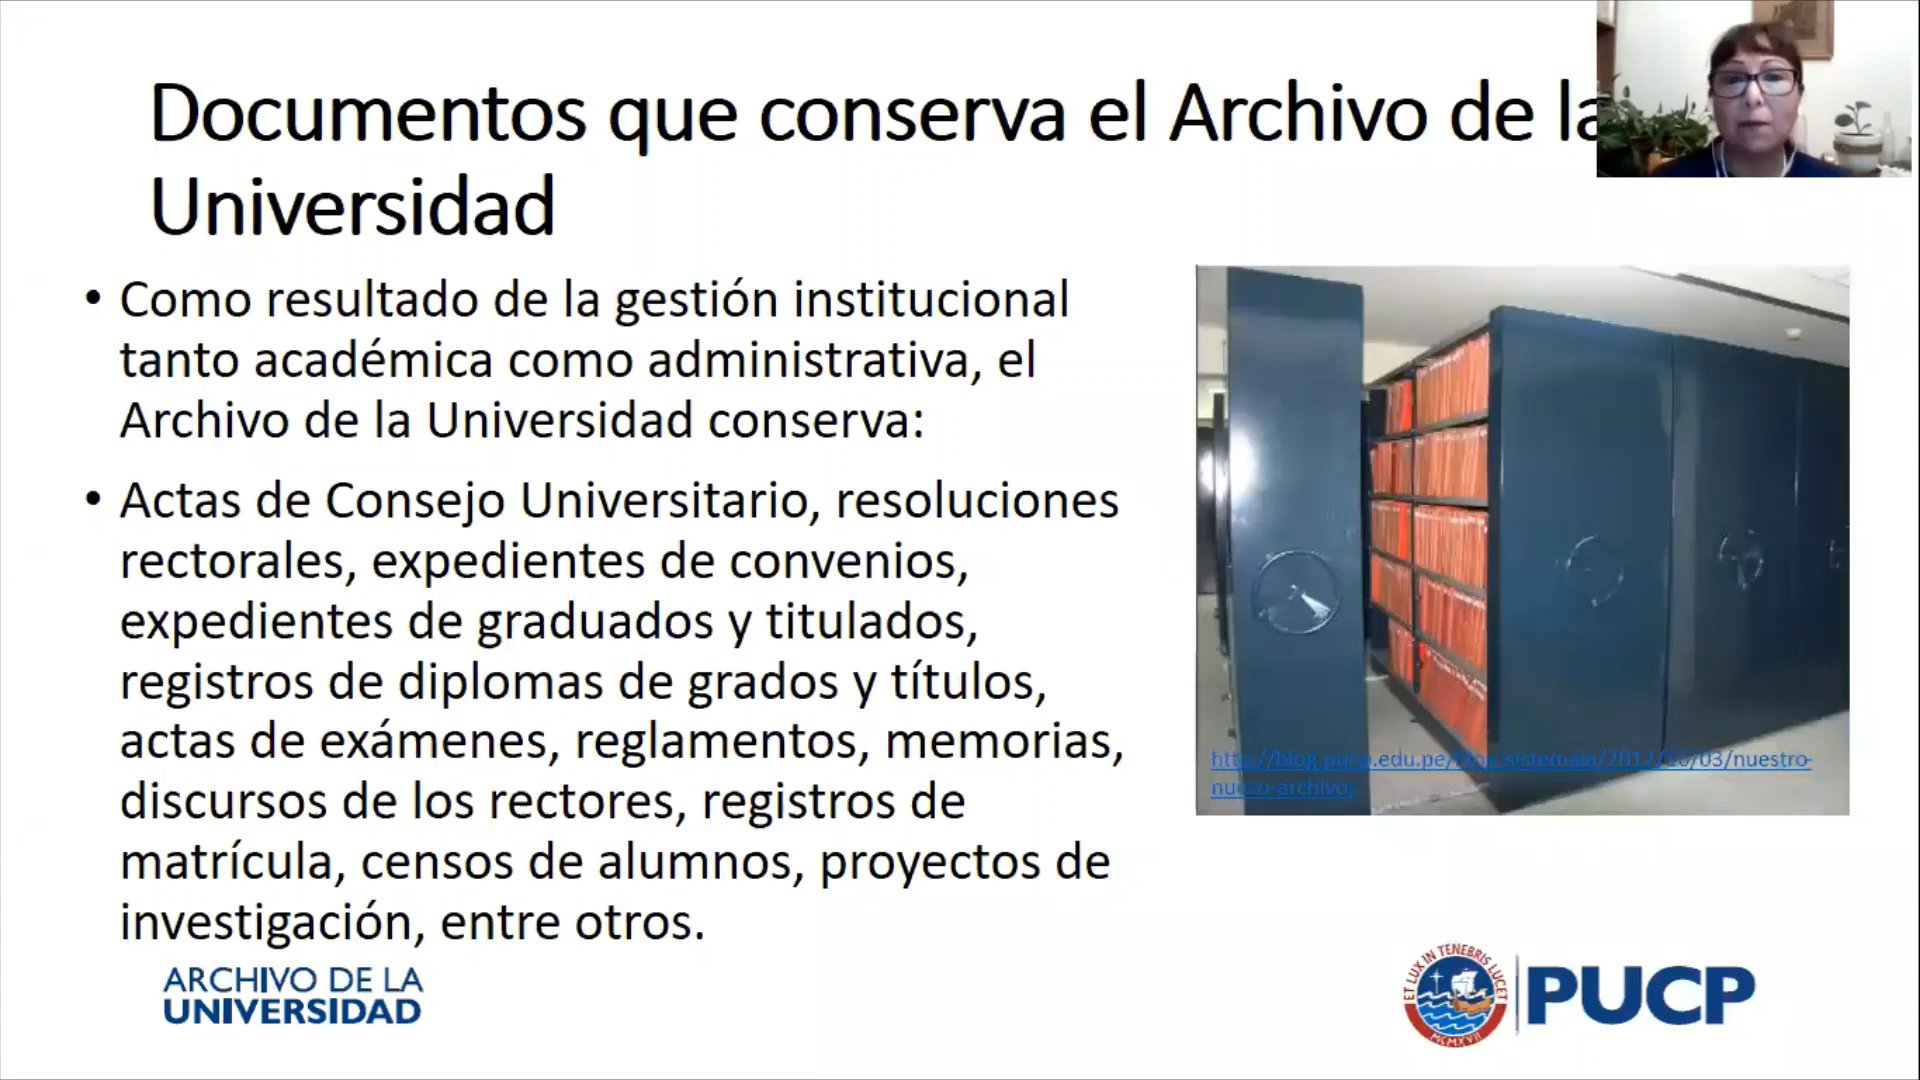 Documentos que conserva el Archivo de la
Universidad
• Como resultado de la gestión institucional
tanto académica como administrativa, el
Archivo de la Universidad conserva:
• Actas de Consejo Universitario, resoluciones
rectorales, expedientes de convenios,
expedientes de graduados y titulados,
registros de diplomas de grados y títulos,
actas de exámenes, reglamentos, memorias,
discursos de los rectores, registros de
matrícula, censos de alumnos, proyectos de
investigación, entre otros.
nuevo-archivo/
ARCHIVO DE LA
UNIVERSIDAD
ET LUX IN TENEBRIS LUCET
MCMXVII
PUCP